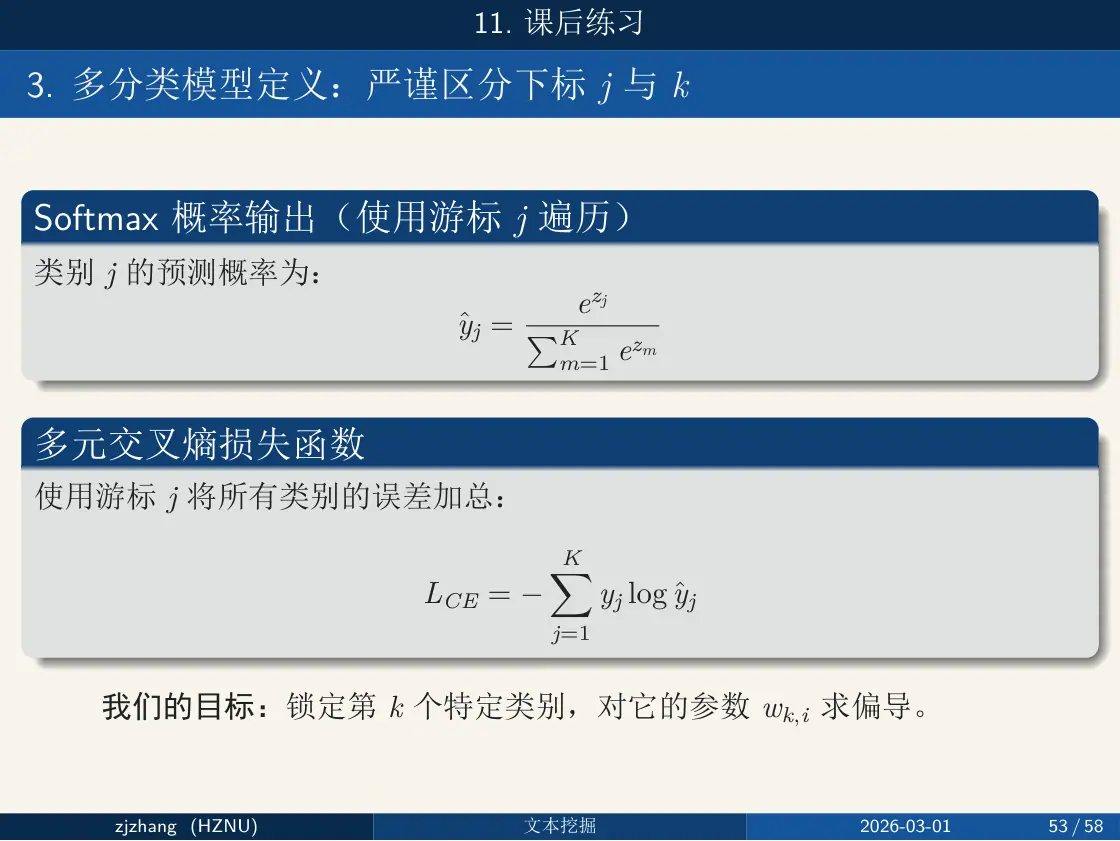 11. 课后练习
3. 多分类模型定义：严谨区分下标 j 与 k
Softmax 概率输出（使用游标 j 遍历）
类别 j 的预测概率为：
ŷ_j = e^{z_j} / ∑_{m=1}^{K} e^{z_m}
多元交叉熵损失函数
使用游标 j 将所有类别的误差加总：
L_{CE} = − ∑_{j=1}^{K} y_j log ŷ_j
我们的目标：锁定第 k 个特定类别，对它的参数 w_{k,i} 求偏导。
zjzhang (HZNU) 文本挖掘 2026-03-01 53 / 58